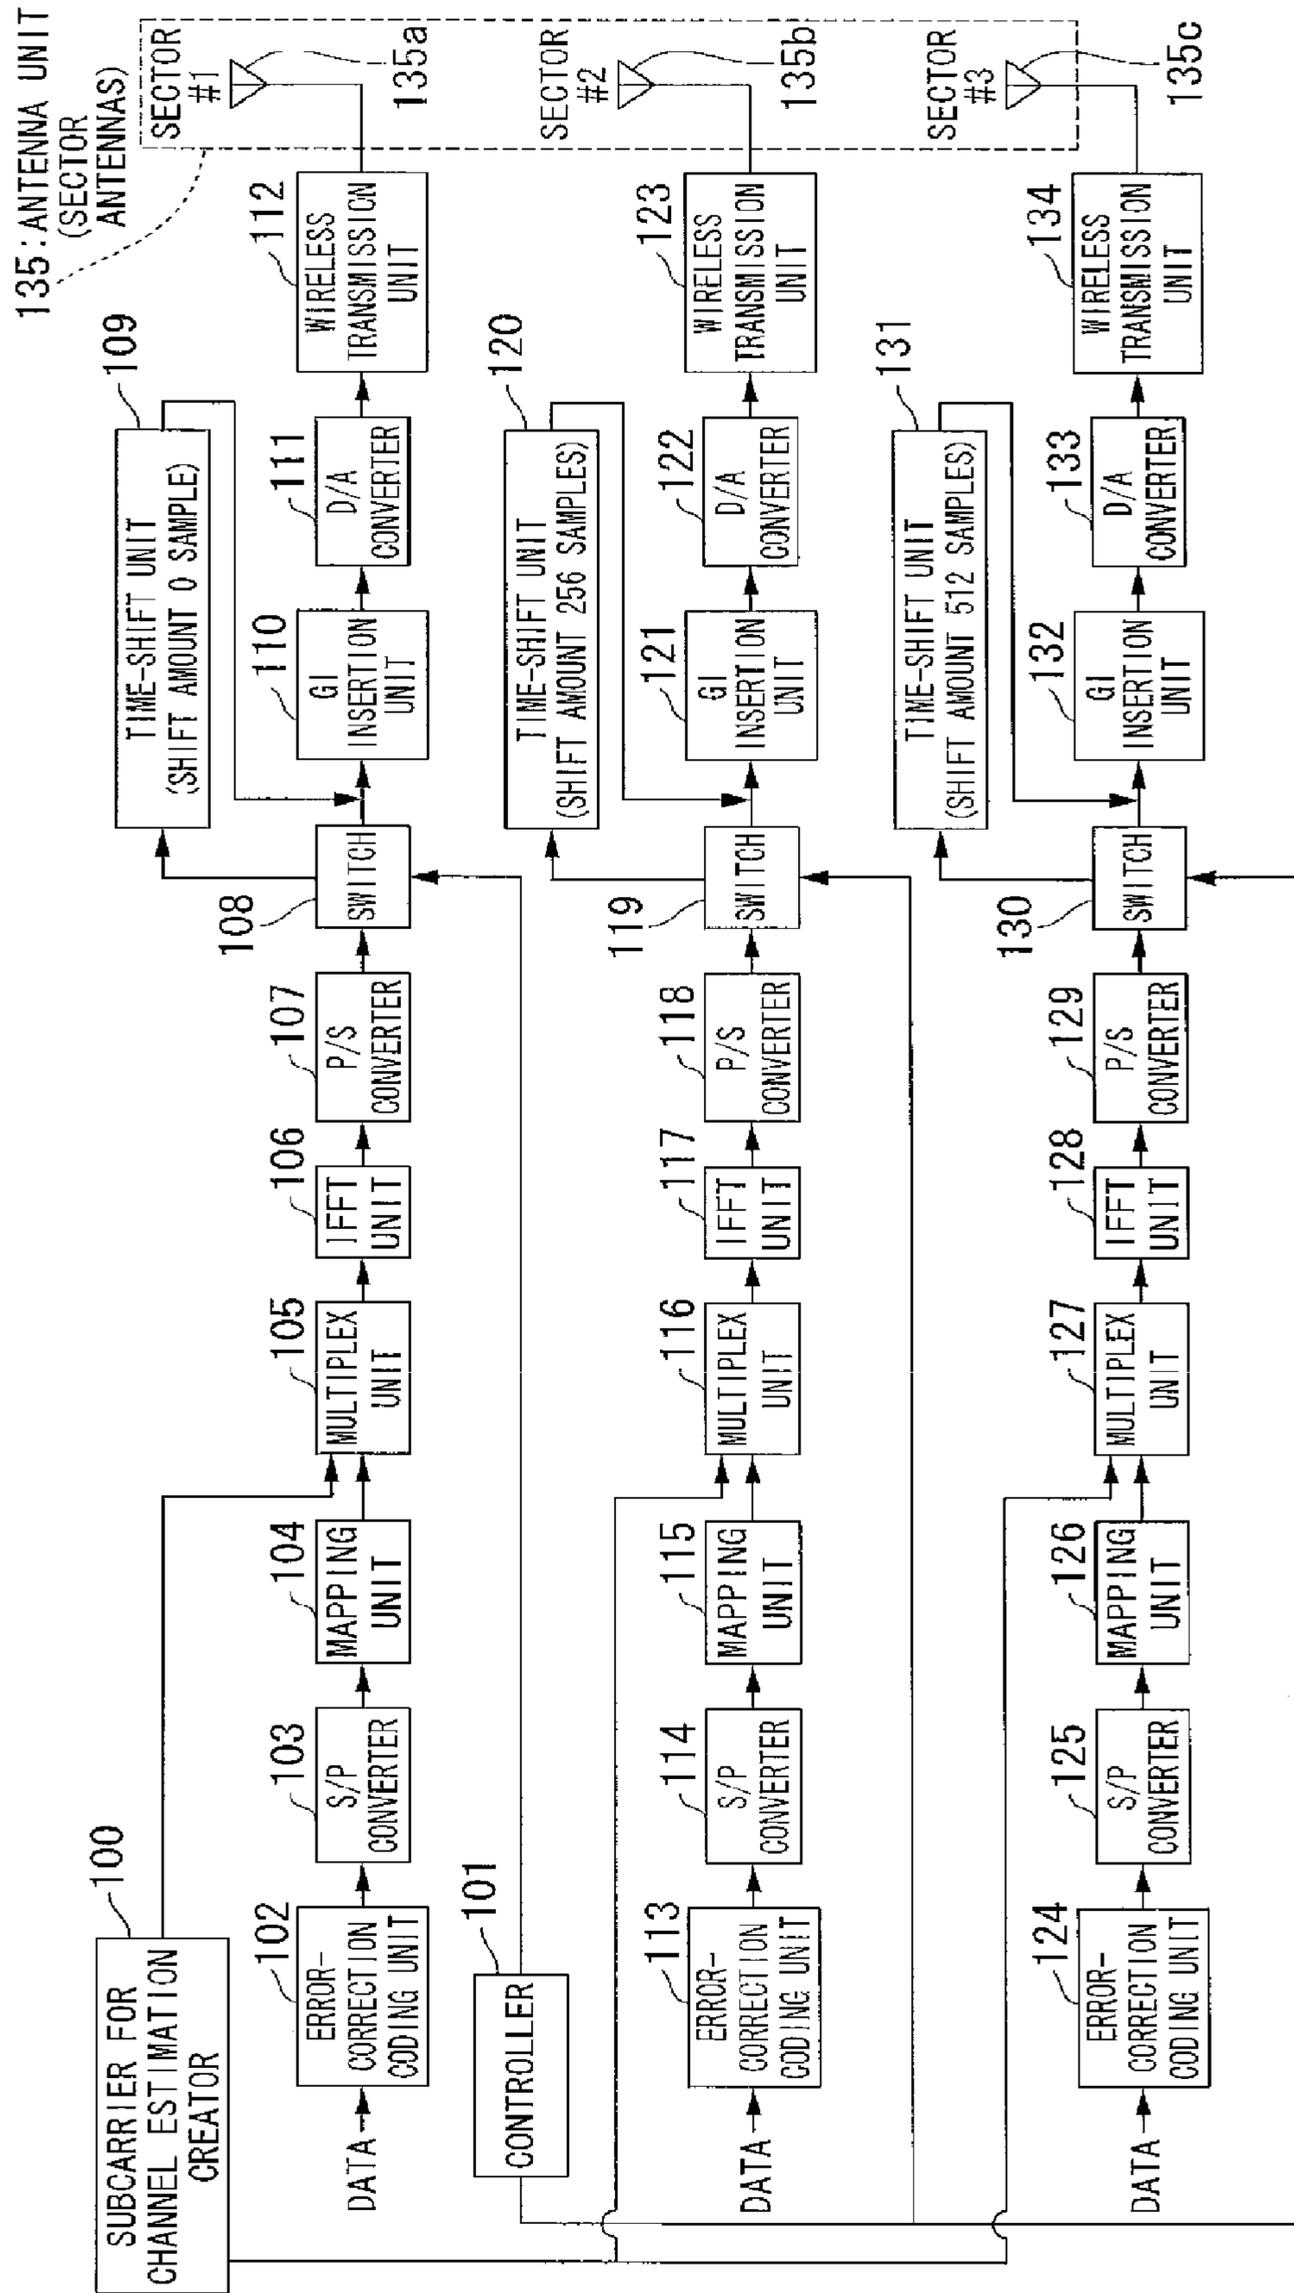 135:ANTENNA UNIT
(SECTOR
ANTENNAS)
100
SUBCARRIER FOR
CHANNEL ESTIMATION
CREATOR
109
TIME-SHIFT UNIT
(SHIFT AMOUNT 0 SAMPLE)
SECTOR
#1
135a
DATA
102
ERROR-
CORRECTION
CODING UNIT
103
S/P
CONVERTER
104
MAPPING
UNIT
105
MULTIPLEX
UNIT
106
IFFT
UNIT
107
P/S
CONVERTER
108
SWITCH
110
GI
INSERTION
UNIT
111
D/A
CONVERTER
112
WIRELESS
TRANSMISSION
UNIT
101
CONTROLLER
120
TIME-SHIFT UNIT
(SHIFT AMOUNT 256 SAMPLES)
SECTOR
#2
135b
DATA
113
ERROR-
CORRECTION
CODING UNIT
114
S/P
CONVERTER
115
MAPPING
UNIT
116
MULTIPLEX
UNIT
117
IFFT
UNIT
118
P/S
CONVERTER
119
SWITCH
121
GI
INSERTION
UNIT
122
D/A
CONVERTER
123
WIRELESS
TRANSMISSION
UNIT
131
TIME-SHIFT UNIT
(SHIFT AMOUNT 512 SAMPLES)
SECTOR
#3
135c
DATA
124
ERROR-
CORRECTION
CODING UNIT
125
S/P
CONVERTER
126
MAPPING
UNIT
127
MULTIPLEX
UNIT
128
IFFT
UNIT
129
P/S
CONVERTER
130
SWITCH
132
GI
INSERTION
UNIT
133
D/A
CONVERTER
134
WIRELESS
TRANSMISSION
UNIT